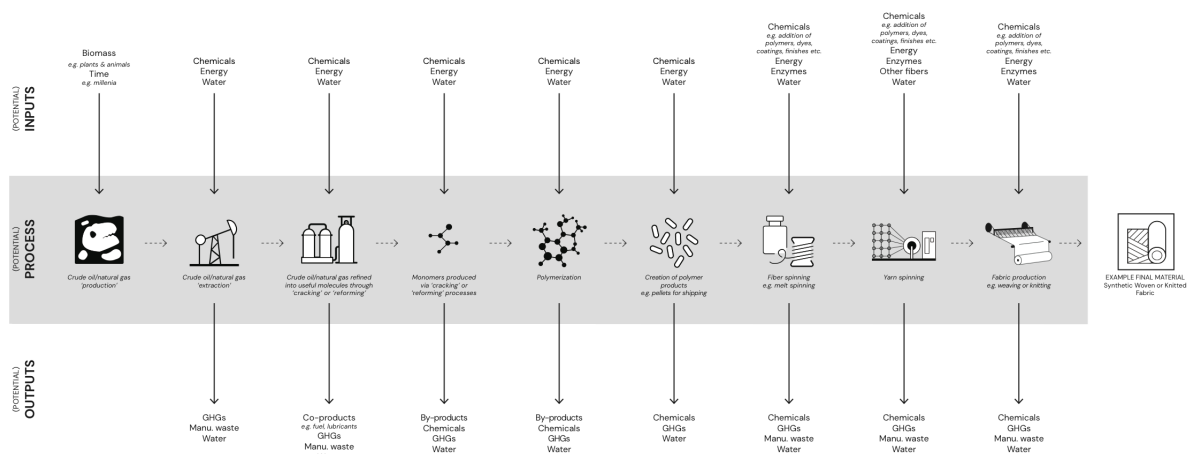 (POTENTIAL)
INPUTS
Biomass
e.g. plants & animals
Time
e.g. millenia
Chemicals
Energy
Water
Chemicals
Energy
Water
Chemicals
Energy
Water
Chemicals
Energy
Water
Chemicals
Energy
Water
Chemicals
e.g. addition of
polymers, dyes,
coatings, finishes etc.
Energy
Enzymes
Water
Chemicals
e.g. addition of
polymers, dyes,
coatings, finishes etc.
Energy
Enzymes
Other fibers
Water
Chemicals
e.g. addition of
polymers, dyes,
coatings, finishes etc.
Energy
Enzymes
Water
(POTENTIAL)
PROCESS
Crude oil/natural gas
'production'
Crude oil/natural gas
'extraction'
Crude oil/natural gas refined
into useful molecules through
'cracking' or 'reforming'
Monomers produced
via 'cracking' or
'reforming' processes
Polymerization
Creation of polymer
products
e.g. pellets for shipping
Fiber spinning
e.g. melt spinning
Yarn spinning
Fabric production
e.g. weaving or knitting
EXAMPLE FINAL MATERIAL
Synthetic Woven or Knitted
Fabric
(POTENTIAL)
OUTPUTS
GHGs
Manu. waste
Water
Co-products
e.g. fuel, lubricants
GHGs
Manu. waste
By-products
Chemicals
GHGs
Water
By-products
Chemicals
GHGs
Water
Chemicals
GHGs
Water
Chemicals
GHGs
Manu. waste
Water
Chemicals
GHGs
Manu. waste
Water
Chemicals
GHGs
Manu. waste
Water